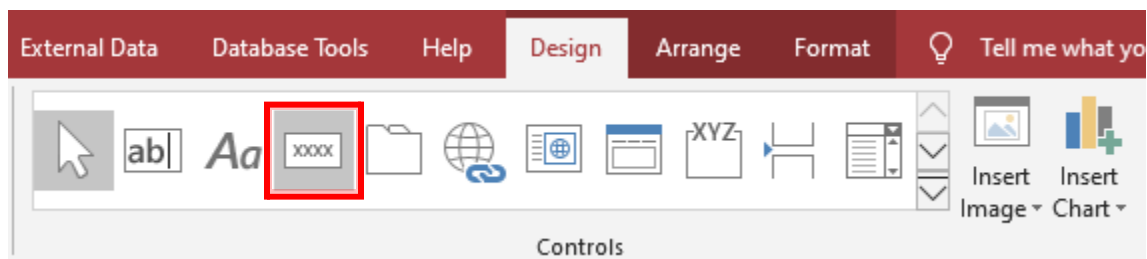 External Data Database Tools Help Design Arrange Format Tell me what yo
ab Aa xxxx XYZ
Insert Insert
Image Chart
Controls